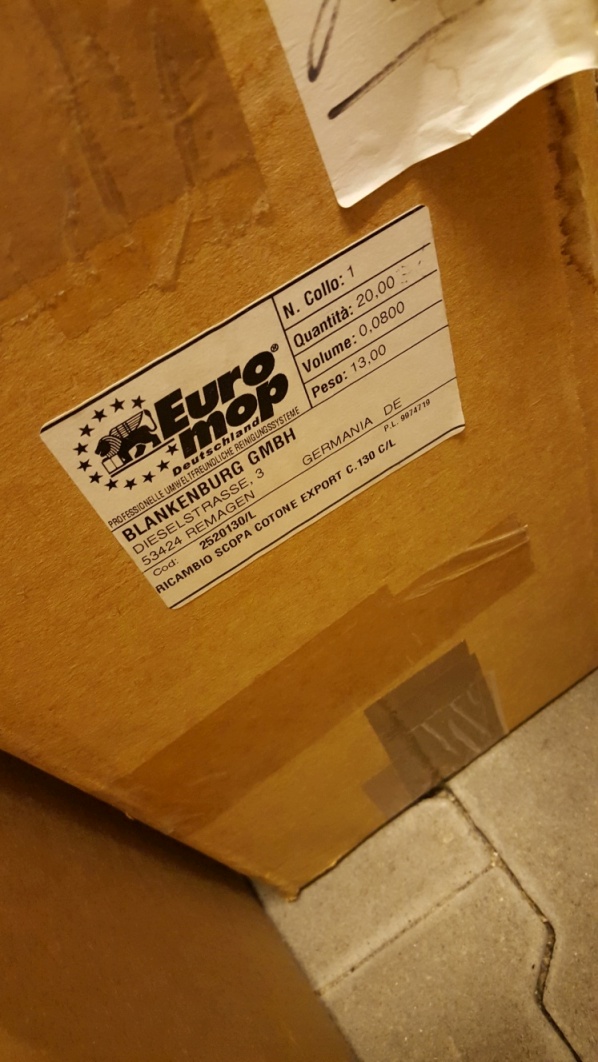 Euro®
mop
Deutschland
PROFESSIONELLE UMWELTFREUNDLICHE REINIGUNGSSYSTEME
N. Collo: 1
Quantità: 20,00
Volume: 0,0800
Peso: 13,00
BLANKENBURG GMBH
DIESELSTRASSE, 3
53424 REMAGEN GERMANIA DE
Cod: 2520130/L P.L. 9974719
RICAMBIO SCOPA COTONE EXPORT C.130 C/L